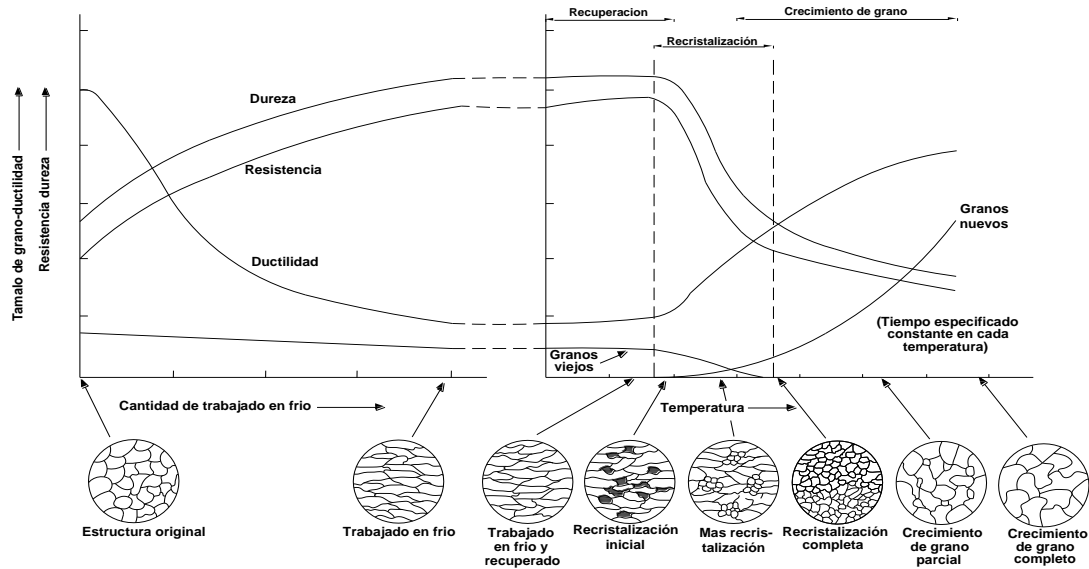 Recuperacion
Crecimiento de grano
Recristalización
Dureza
Resistencia
Ductilidad
Tamalo de grano-ductilidad
Resistencia dureza
Granos
nuevos
(Tiempo especificado
constante en cada
temperatura)
Granos
viejos
Cantidad de trabajado en frio
Temperatura
Estructura original
Trabajado en frio
Trabajado
en frio y
recuperado
Recristalización
inicial
Mas recris-
talización
Recristalización
completa
Crecimiento
de grano
parcial
Crecimiento
de grano
completo